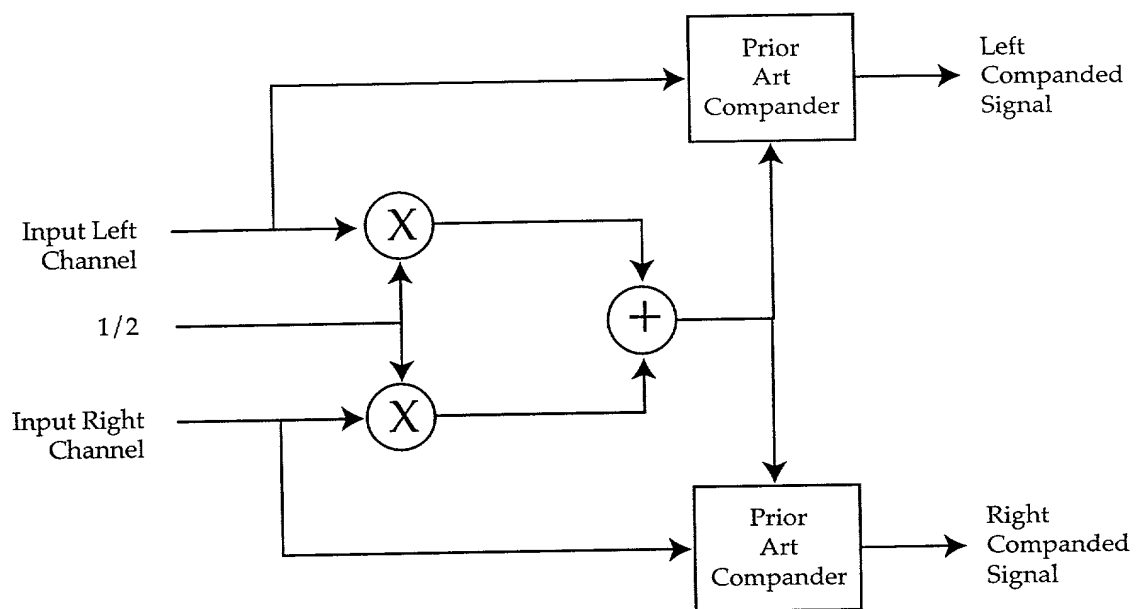 Prior
Art
Compander
Left
Companded
Signal
Input Left
Channel
X
1/2
+
Input Right
Channel
X
Prior
Art
Compander
Right
Companded
Signal